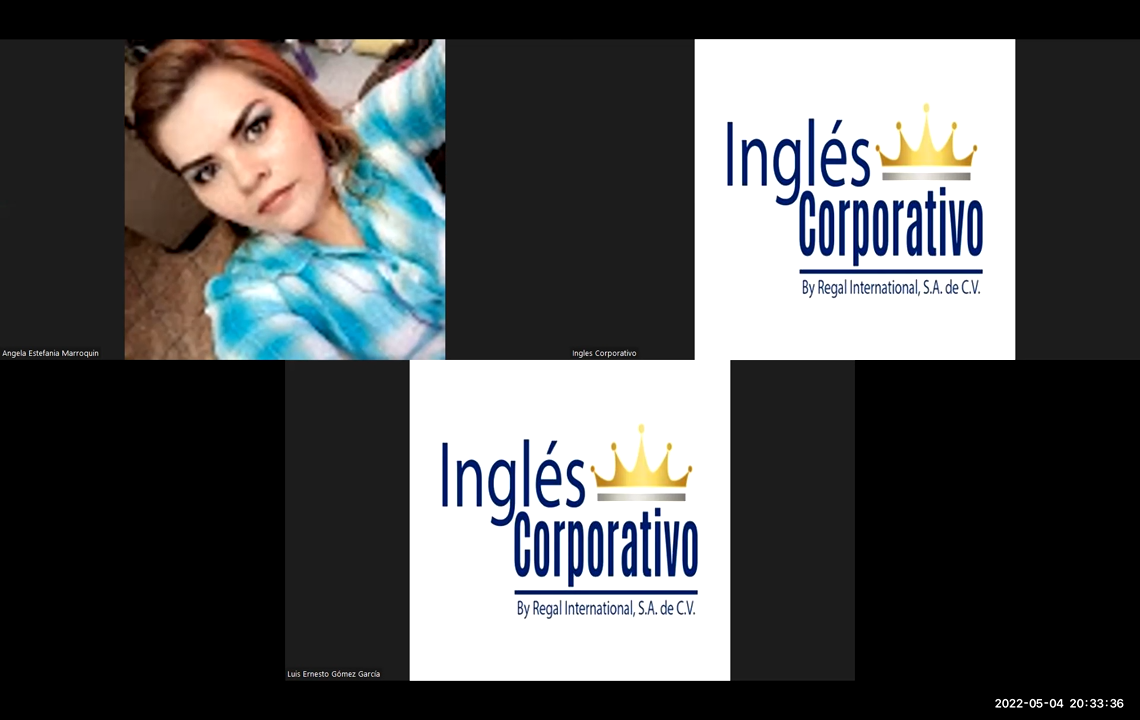 Inglés
Corporativo
By Regal International, S.A. de C.V.
Angela Estefania Marroquin
Ingles Corporativo
Inglés
Corporativo
By Regal International, S.A. de C.V.
Luis Ernesto Gómez García
2022-05-04 20:33:36